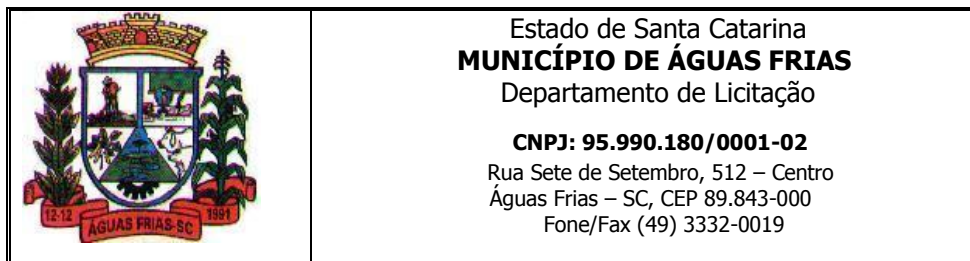 12-12
ÁGUAS FRIAS-SC
1991
Estado de Santa Catarina
MUNICÍPIO DE ÁGUAS FRIAS
Departamento de Licitação
CNPJ: 95.990.180/0001-02
Rua Sete de Setembro, 512 – Centro
Águas Frias – SC, CEP 89.843-000
Fone/Fax (49) 3332-0019